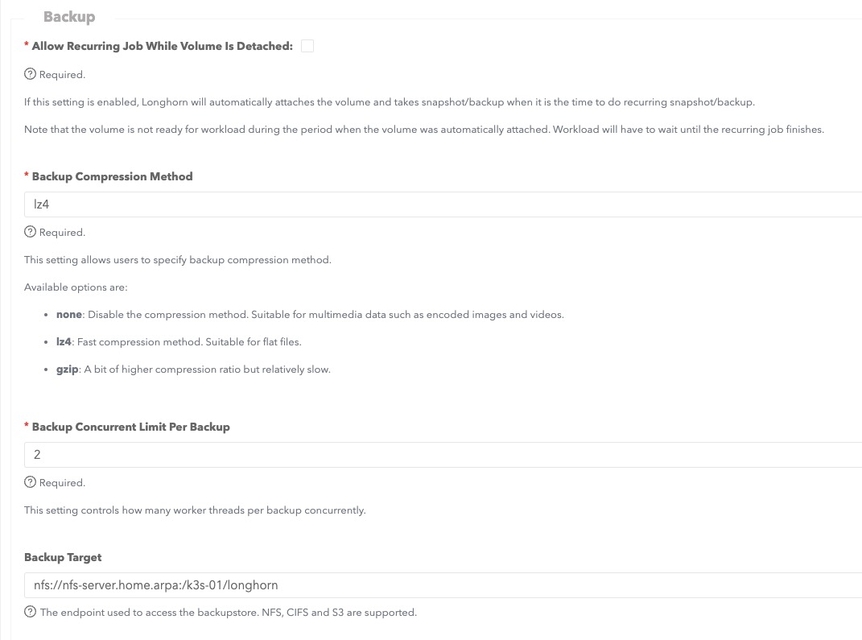 Backup
* Allow Recurring Job While Volume Is Detached:
? Required.
If this setting is enabled, Longhorn will automatically attaches the volume and takes snapshot/backup when it is the time to do recurring snapshot/backup.
Note that the volume is not ready for workload during the period when the volume was automatically attached. Workload will have to wait until the recurring job finishes.
* Backup Compression Method
lz4
? Required.
This setting allows users to specify backup compression method.
Available options are:
• none: Disable the compression method. Suitable for multimedia data such as encoded images and videos.
• lz4: Fast compression method. Suitable for flat files.
• gzip: A bit of higher compression ratio but relatively slow.
* Backup Concurrent Limit Per Backup
2
? Required.
This setting controls how many worker threads per backup concurrently.
Backup Target
nfs://nfs-server.home.arpa:/k3s-01/longhorn
? The endpoint used to access the backupstore. NFS, CIFS and S3 are supported.